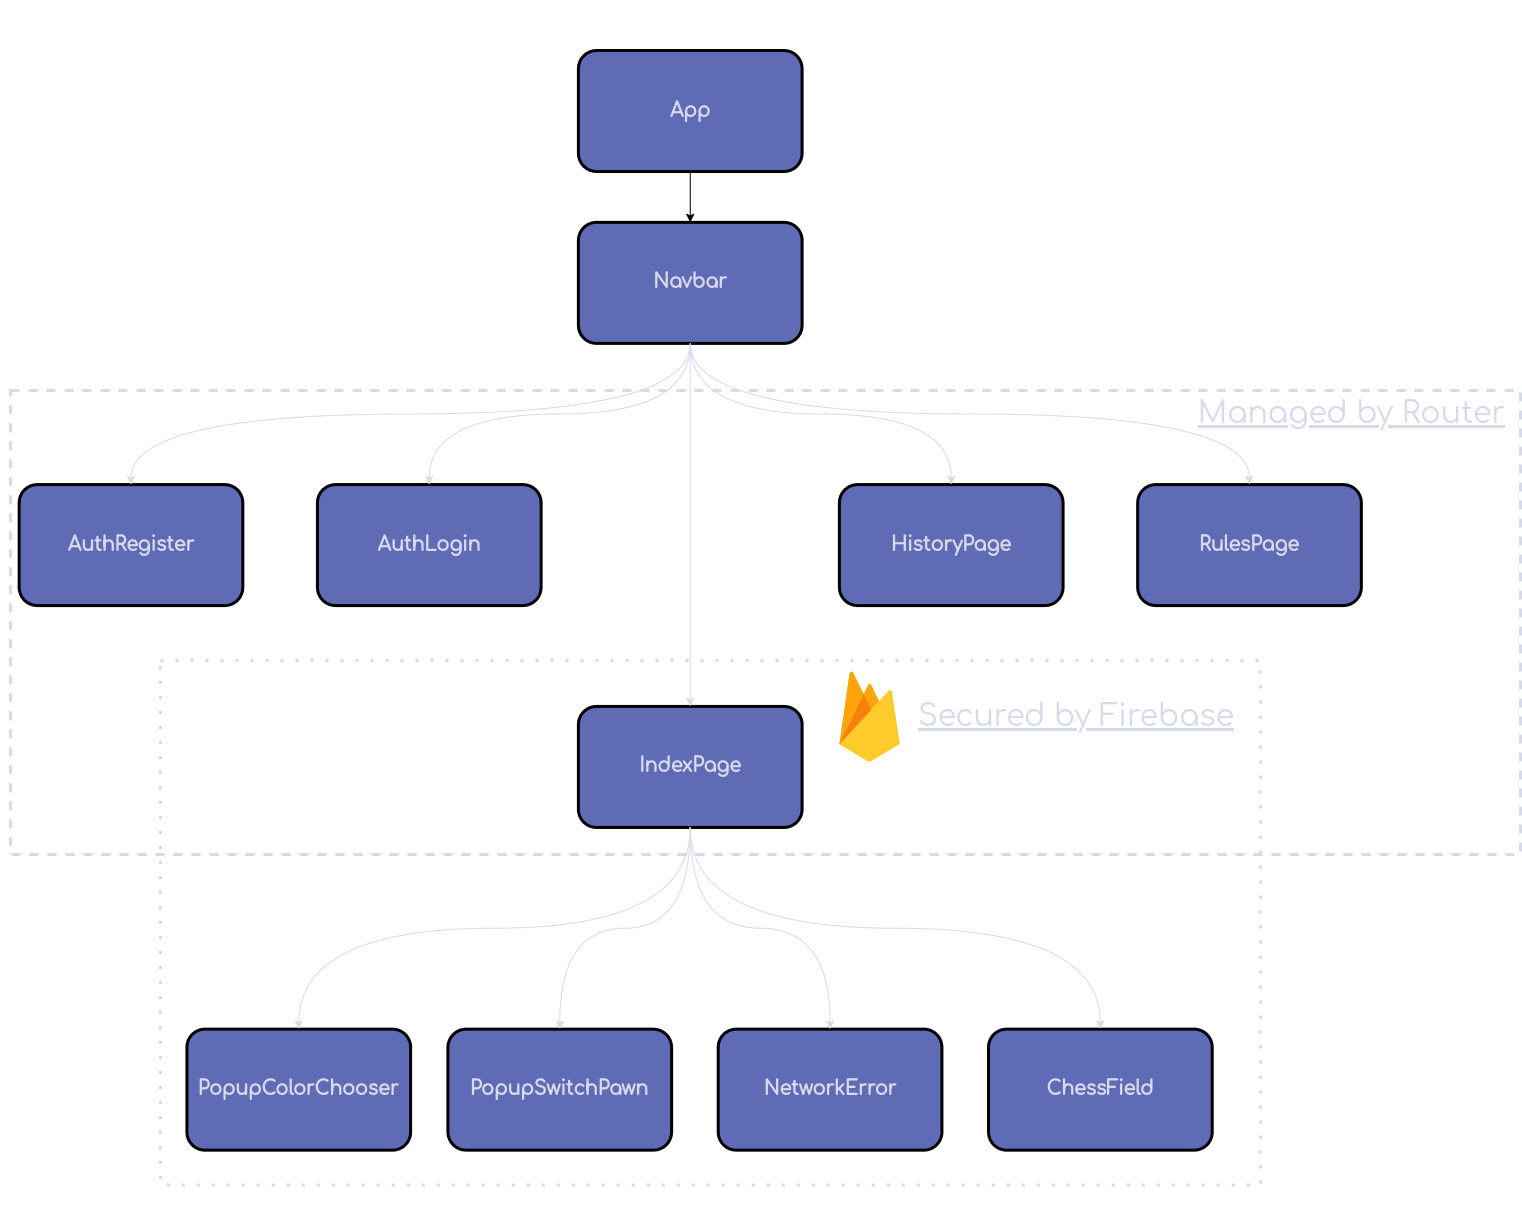 App
Navbar
Managed by Router
AuthRegister
AuthLogin
HistoryPage
RulesPage
Secured by Firebase
IndexPage
PopupColorChooser
PopupSwitchPawn
NetworkError
ChessField